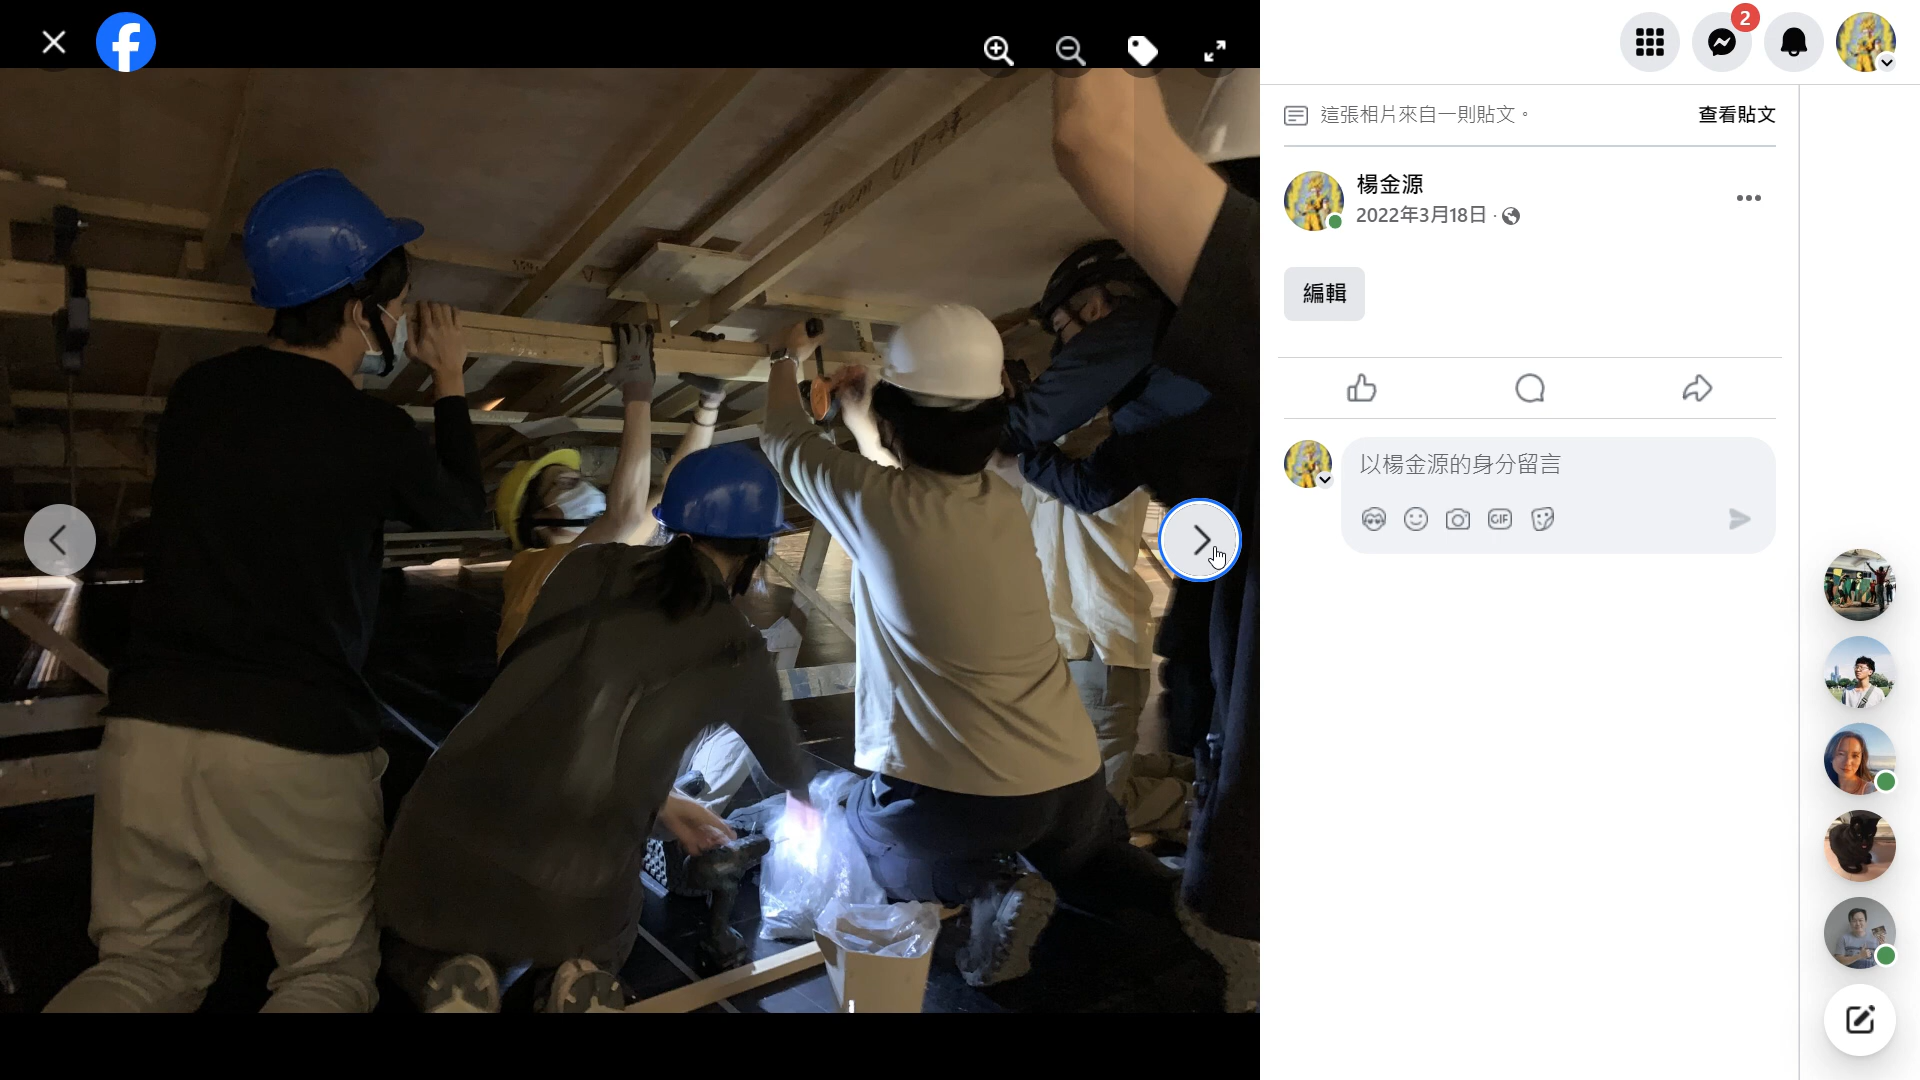 2
這張相片來自一則貼文。
查看貼文
楊金源
2022年3月18日
編輯
以楊金源的身分留言
GIF